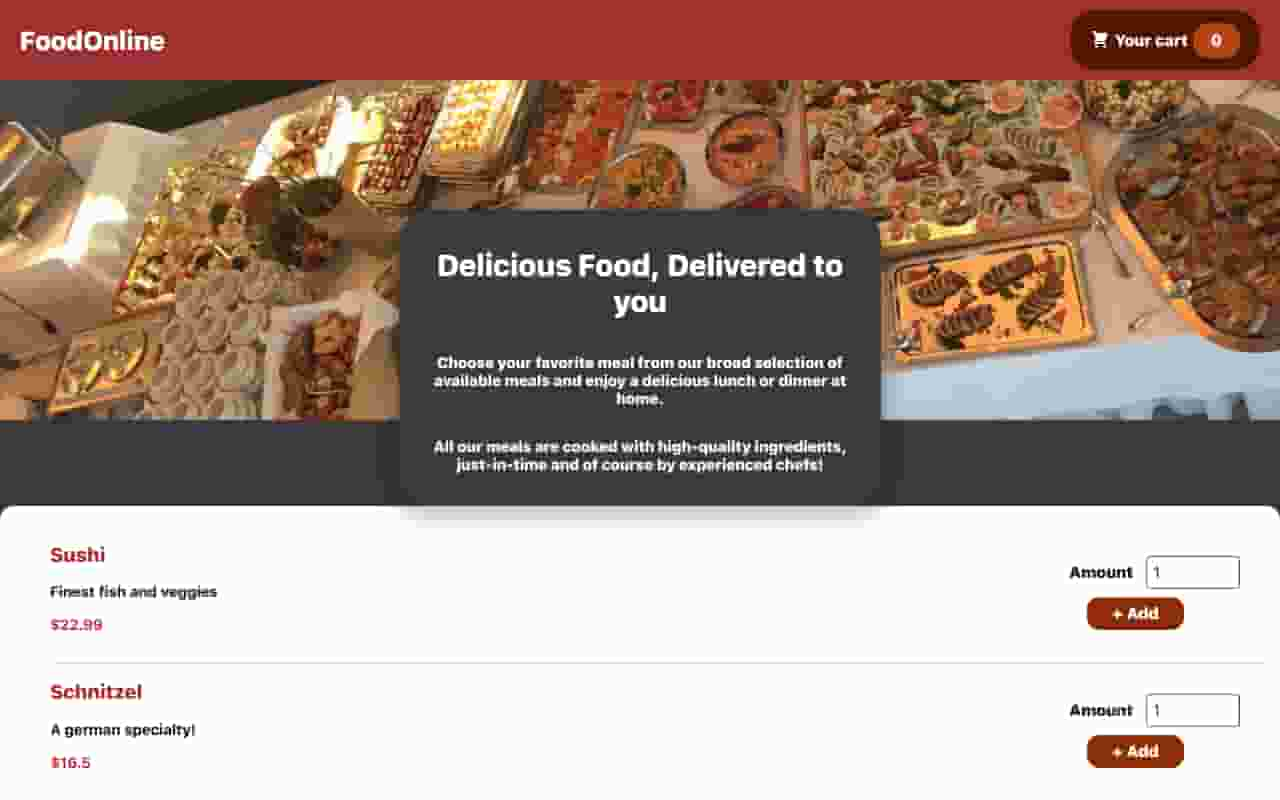 FoodOnline
Your cart 0
Delicious Food, Delivered to
you
Choose your favorite meal from our broad selection of
available meals and enjoy a delicious lunch or dinner at
home.
All our meals are cooked with high-quality ingredients,
just-in-time and of course by experienced chefs!
Sushi
Finest fish and veggies
$22.99
Amount 1
+ Add
Schnitzel
A german specialty!
$16.5
Amount 1
+ Add